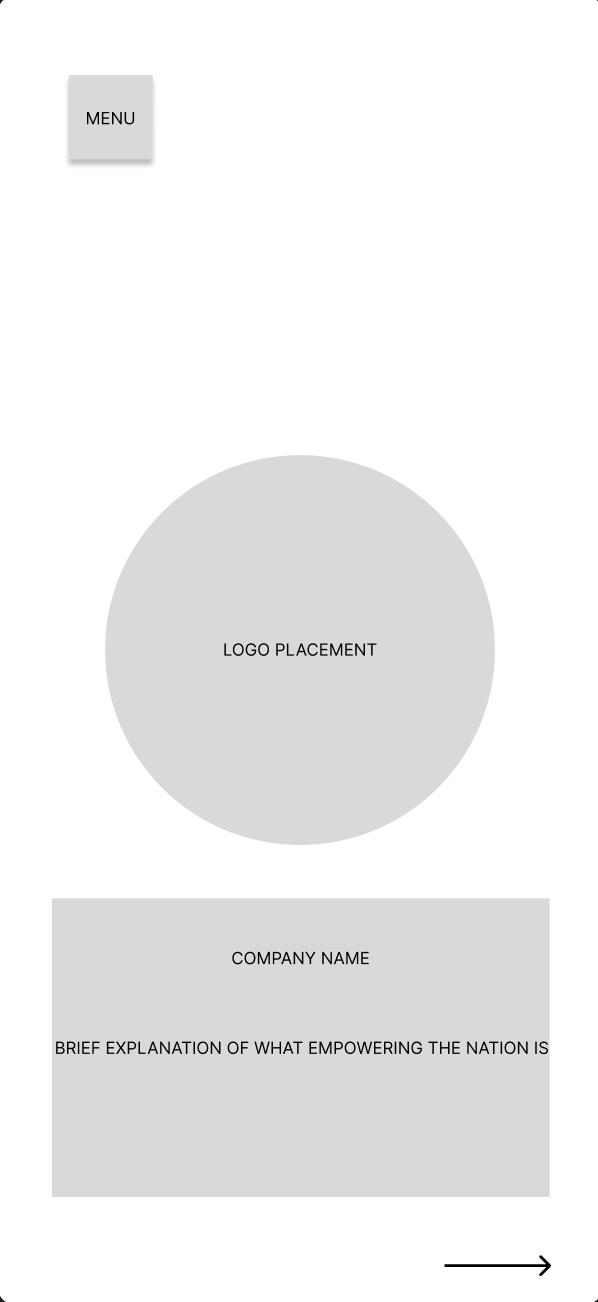 MENU
LOGO PLACEMENT
COMPANY NAME
BRIEF EXPLANATION OF WHAT EMPOWERING THE NATION IS